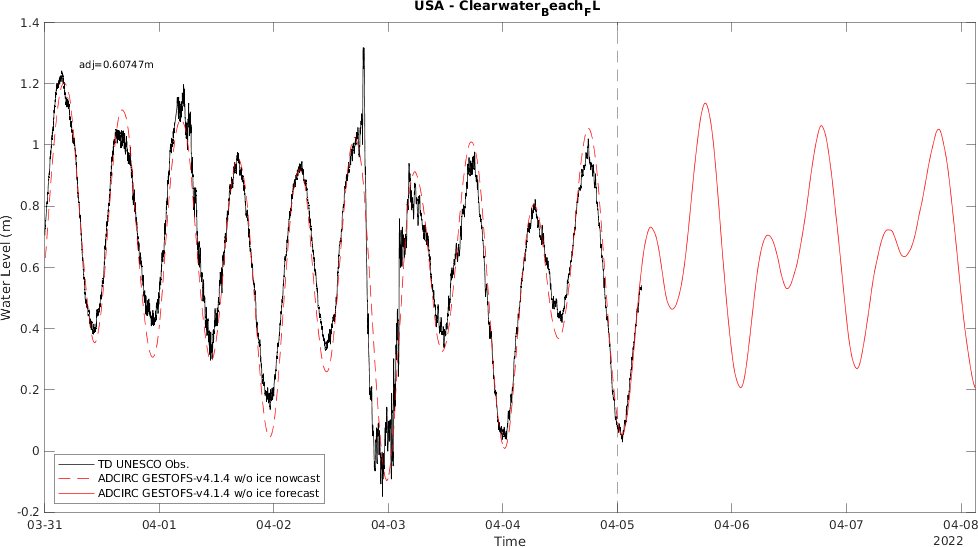 USA - Clearwater_Beach_FL
1.4
adj=0.60747m
1.2
1
0.8
0.6
0.4
0.2
0
-0.2
Water Level (m)
TD UNESCO Obs.
ADCIRC GESTOFS-v4.1.4 w/o ice nowcast
ADCIRC GESTOFS-v4.1.4 w/o ice forecast
03-31 04-01 04-02 04-03 04-04 04-05 04-06 04-07 04-08
Time
2022